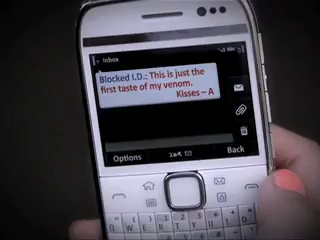 Inbox
Blocked I.D.: This is just the
first taste of my venom.
Kisses – A
Options
Back